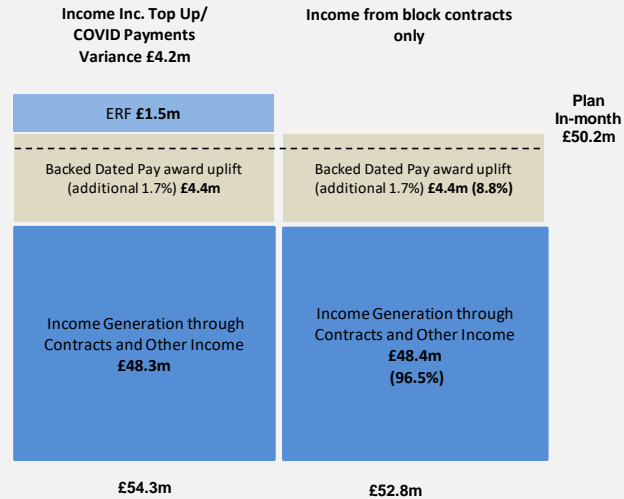 Income Inc. Top Up/
COVID Payments
Variance £4.2m
Income from block contracts
only
ERF £1.5m
Plan
In-month
£50.2m
Backed Dated Pay award uplift
(additional 1.7%) £4.4m
Backed Dated Pay award uplift
(additional 1.7%) £4.4m (8.8%)
Income Generation through
Contracts and Other Income
£48.3m
Income Generation through
Contracts and Other Income
£48.4m
(96.5%)
£54.3m
£52.8m